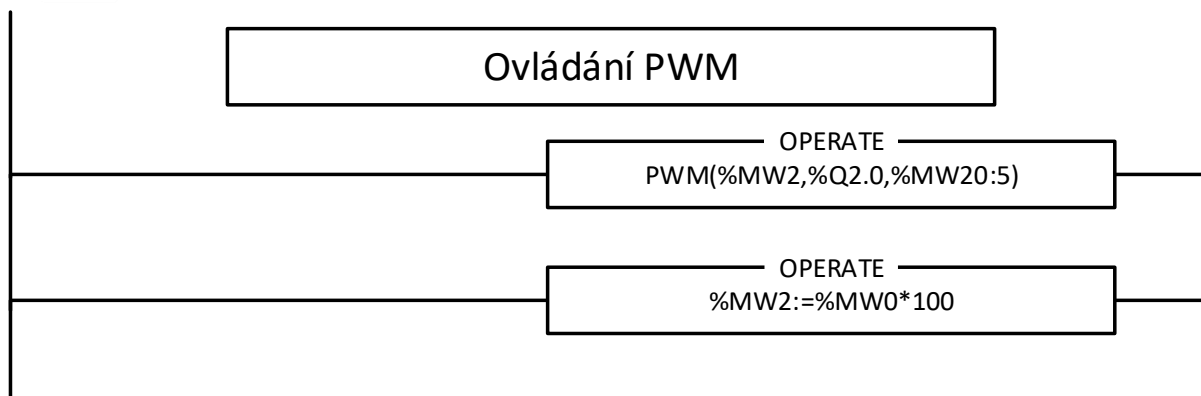 Ovládání PWM
OPERATE
PWM(%MW2,%Q2.0,%MW20:5)
OPERATE
%MW2:=%MW0*100